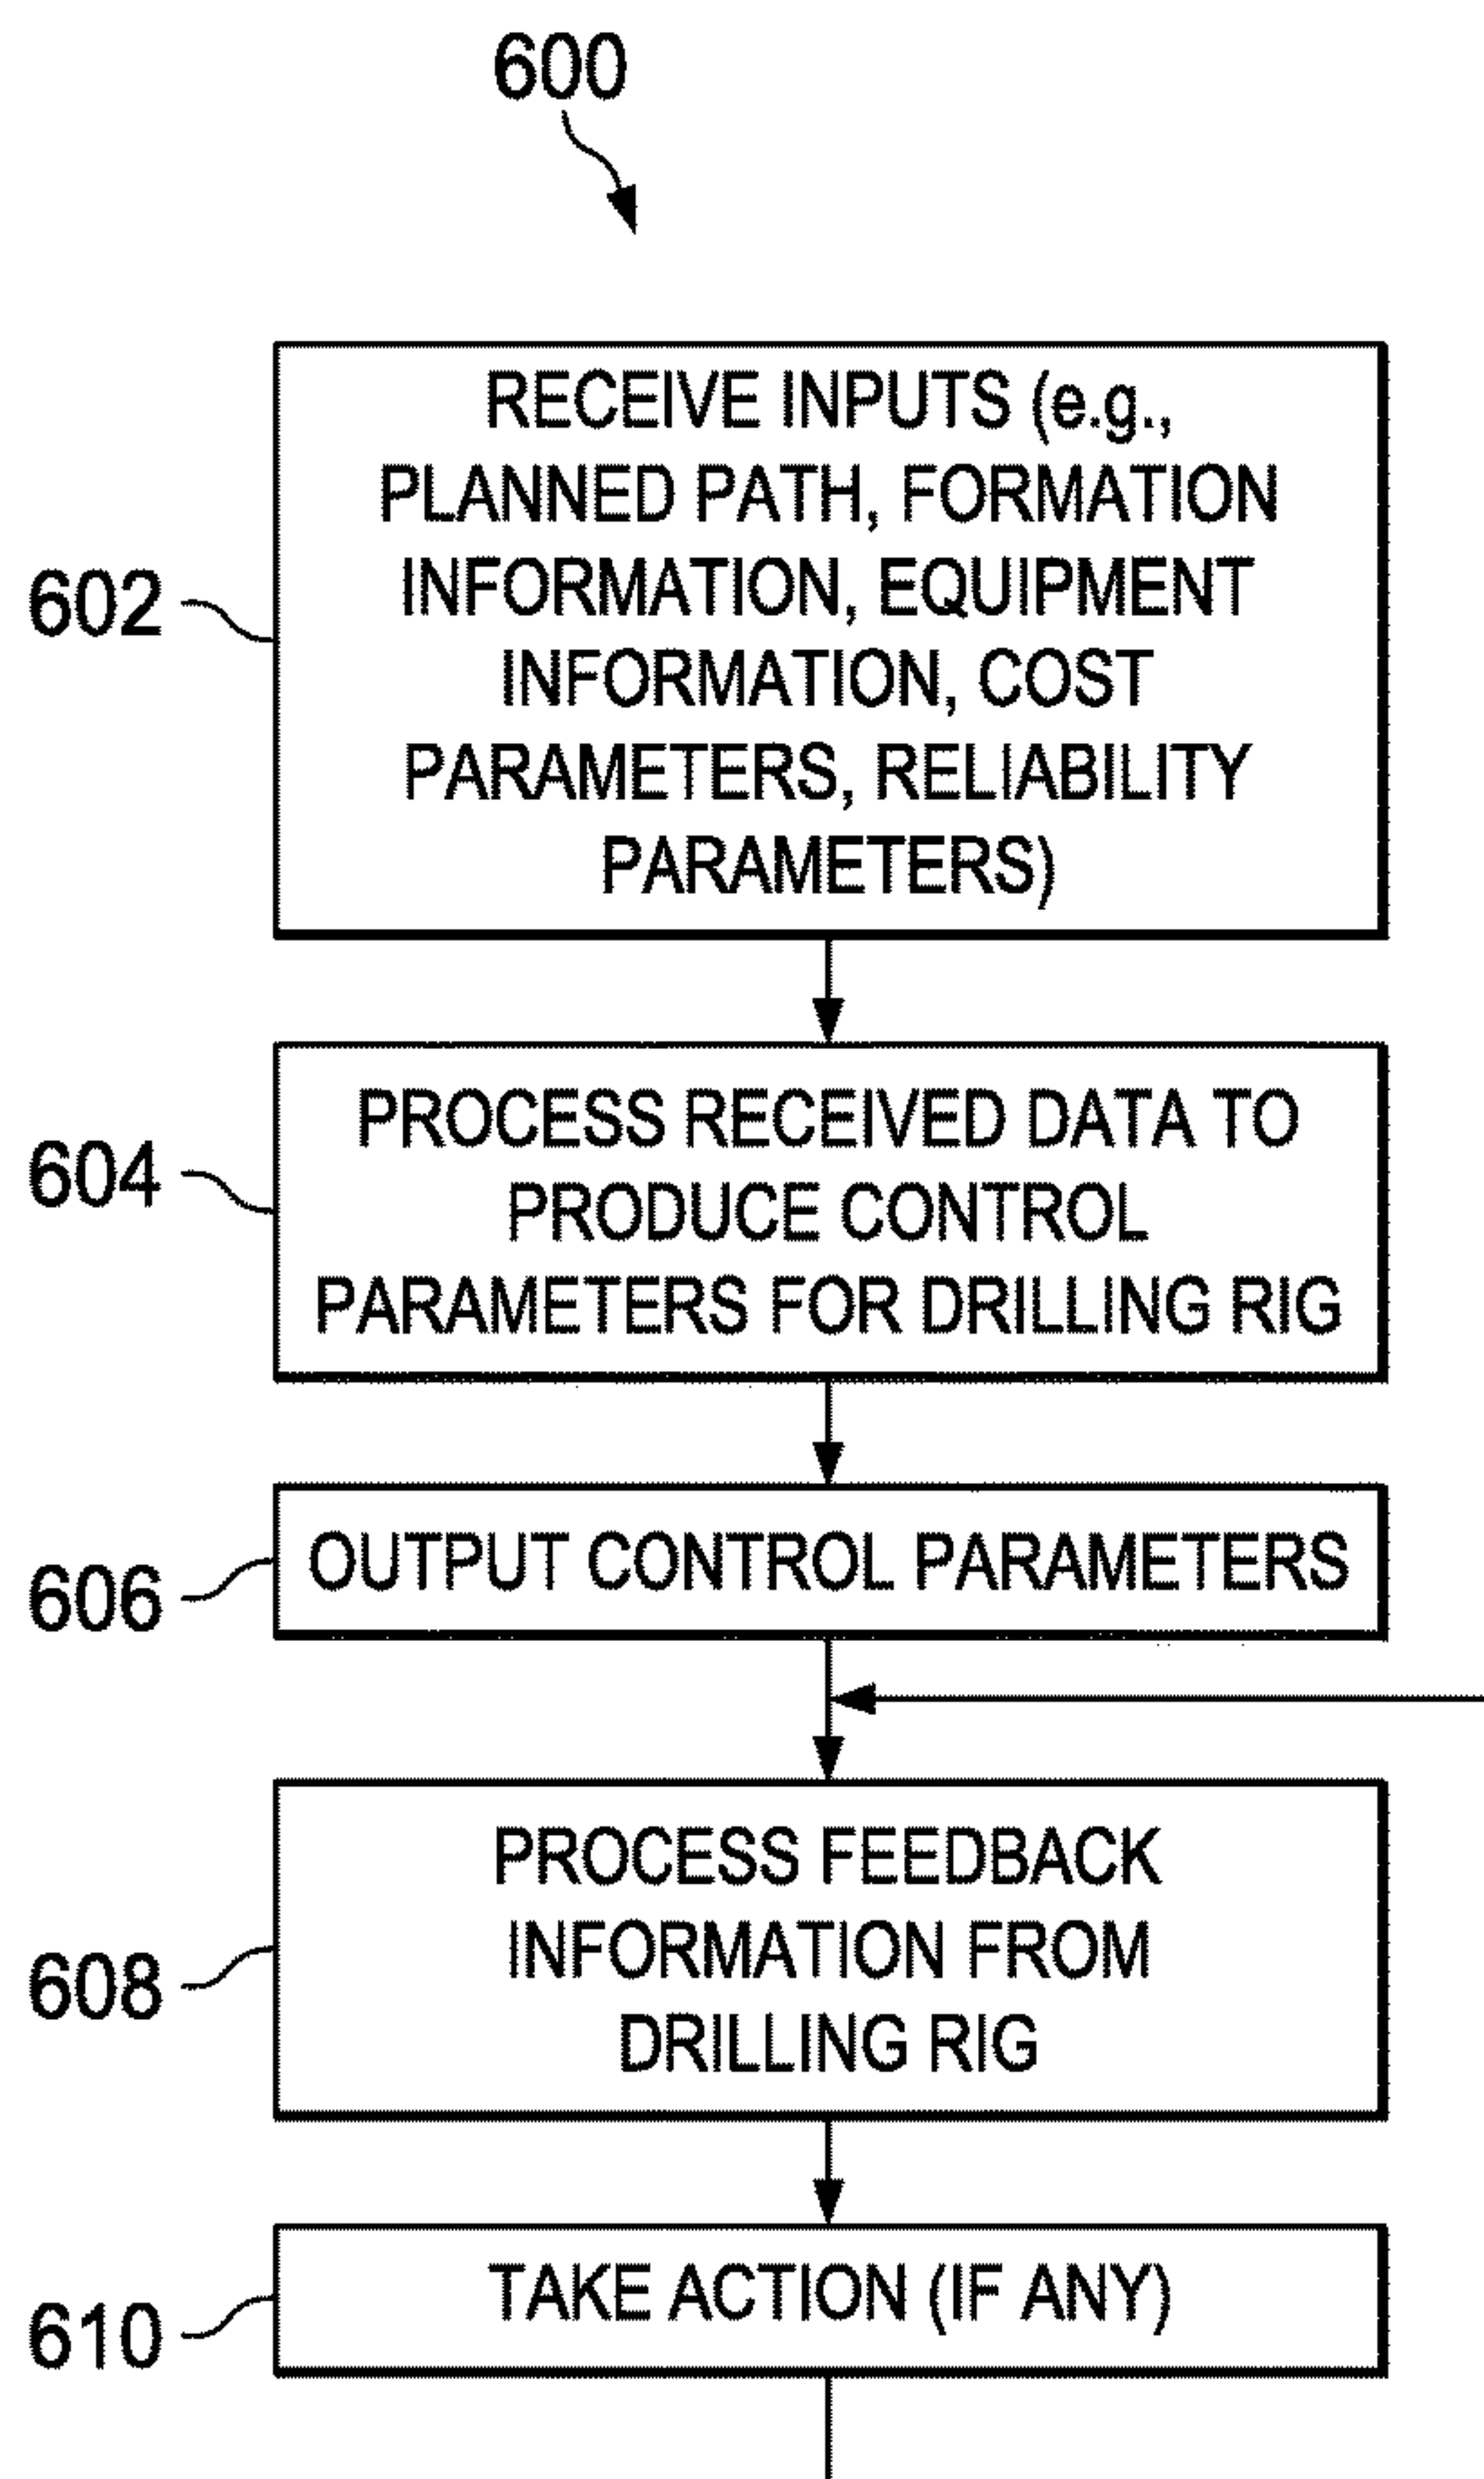 600
602
RECEIVE INPUTS (e.g.,
PLANNED PATH, FORMATION
INFORMATION, EQUIPMENT
INFORMATION, COST
PARAMETERS, RELIABILITY
PARAMETERS)
604
PROCESS RECEIVED DATA TO
PRODUCE CONTROL
PARAMETERS FOR DRILLING RIG
606
OUTPUT CONTROL PARAMETERS
608
PROCESS FEEDBACK
INFORMATION FROM
DRILLING RIG
610
TAKE ACTION (IF ANY)